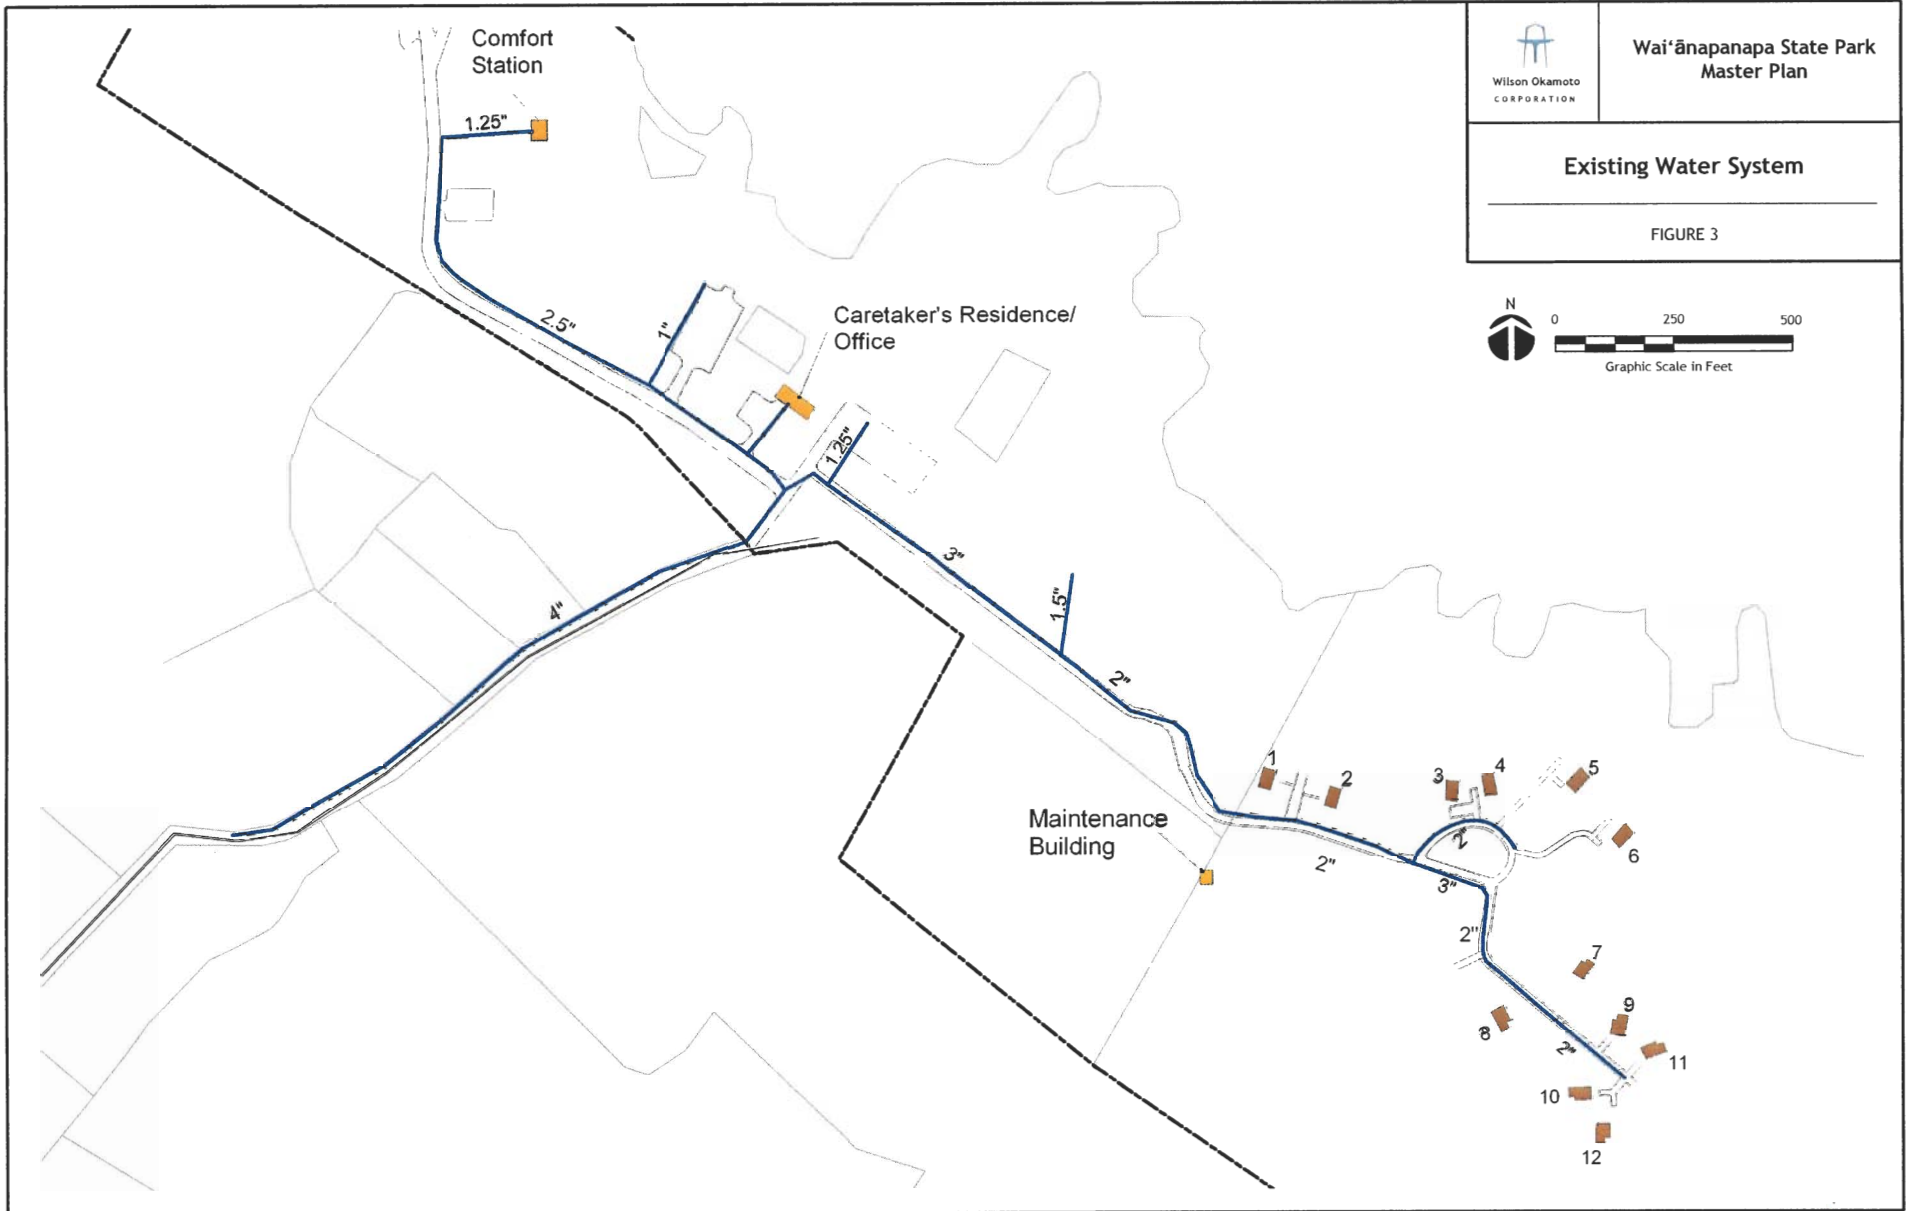 Comfort
Station
1.25"
2.5"
1"
Caretaker's Residence/
Office
1.25"
3"
4"
1.5"
2"
Maintenance
Building
1
2
3
4
5
6
2"
2"
3"
2"
7
8
9
2"
11
10
12
Wilson Okamoto
CORPORATION
Wai‘ānapanapa State Park
Master Plan
Existing Water System
FIGURE 3
N
0 250 500
Graphic Scale in Feet